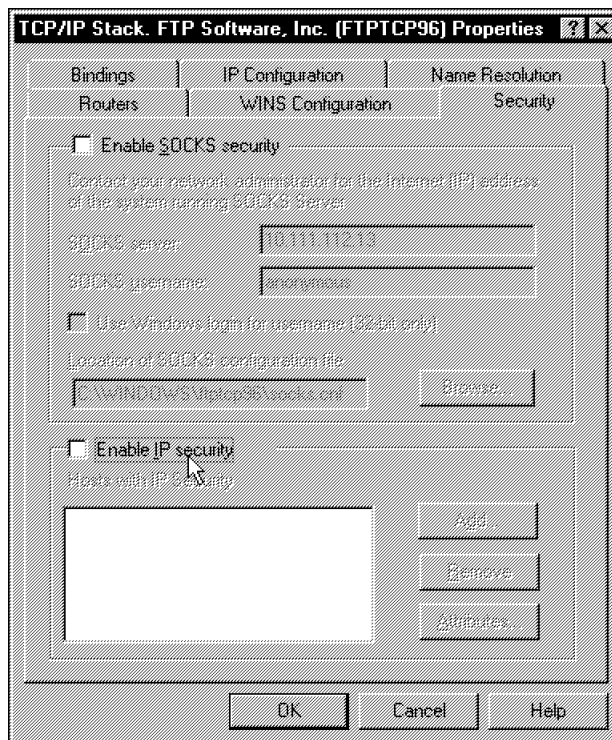 TCP/IP Stack. FTP Software, Inc. (FTPTCP96) Properties
Bindings
IP Configuration
Name Resolution
Routers
WINS Configuration
Security
Enable SOCKS security
Contact your network administrator for the Internet (IP) address
of the system running SOCKS Server
SOCKS server:
10.111.112.13
SOCKS username:
anonymous
Use Windows login for username (32-bit only)
Location of SOCKS configuration file
C:\WINDOWS\ftptcp96\socks.cnf
Browse...
Enable IP security
Hosts with IP Security
Add...
Remove
Attributes...
OK
Cancel
Help